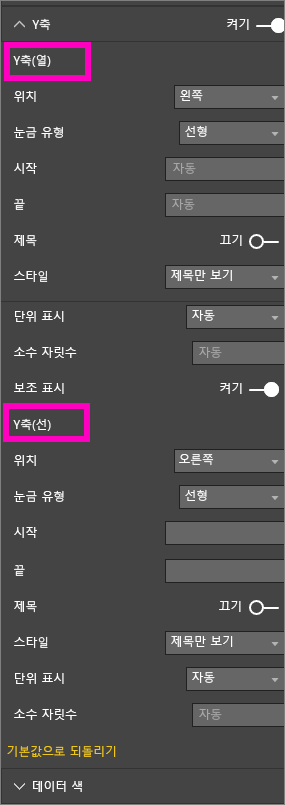 Y축 켜기
Y축(열)
위치 왼쪽
눈금 유형 선형
시작 자동
끝 자동
제목 끄기
스타일 제목만 보기
단위 표시 자동
소수 자릿수 자동
보조 표시 켜기
Y축(선)
위치 오른쪽
눈금 유형 선형
시작
끝
제목 끄기
스타일 제목만 보기
단위 표시 자동
소수 자릿수 자동
기본값으로 되돌리기
데이터 색